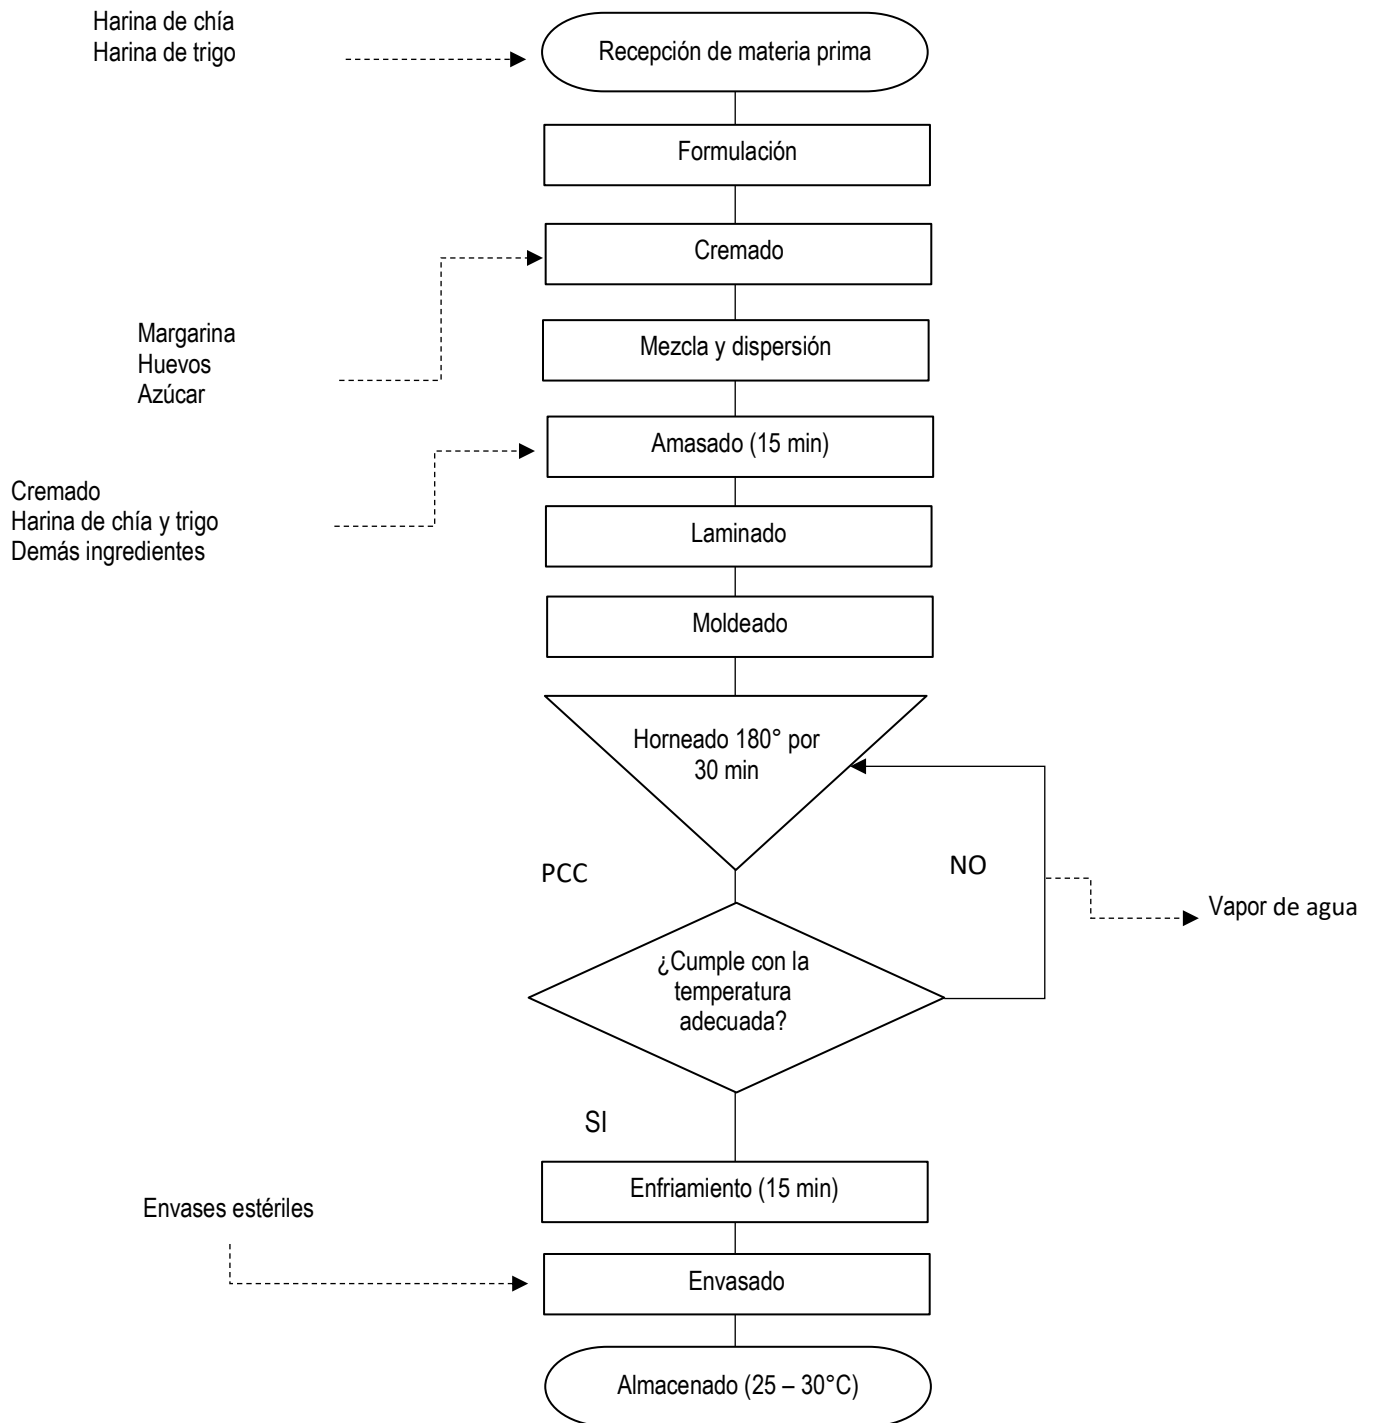 Harina de chía
Harina de trigo
Recepción de materia prima
Formulación
Cremado
Margarina
Huevos
Azúcar
Mezcla y dispersión
Amasado (15 min)
Cremado
Harina de chía y trigo
Demás ingredientes
Laminado
Moldeado
Horneado 180° por
30 min
PCC
NO
Vapor de agua
¿Cumple con la
temperatura
adecuada?
SI
Enfriamiento (15 min)
Envases estériles
Envasado
Almacenado (25 – 30°C)